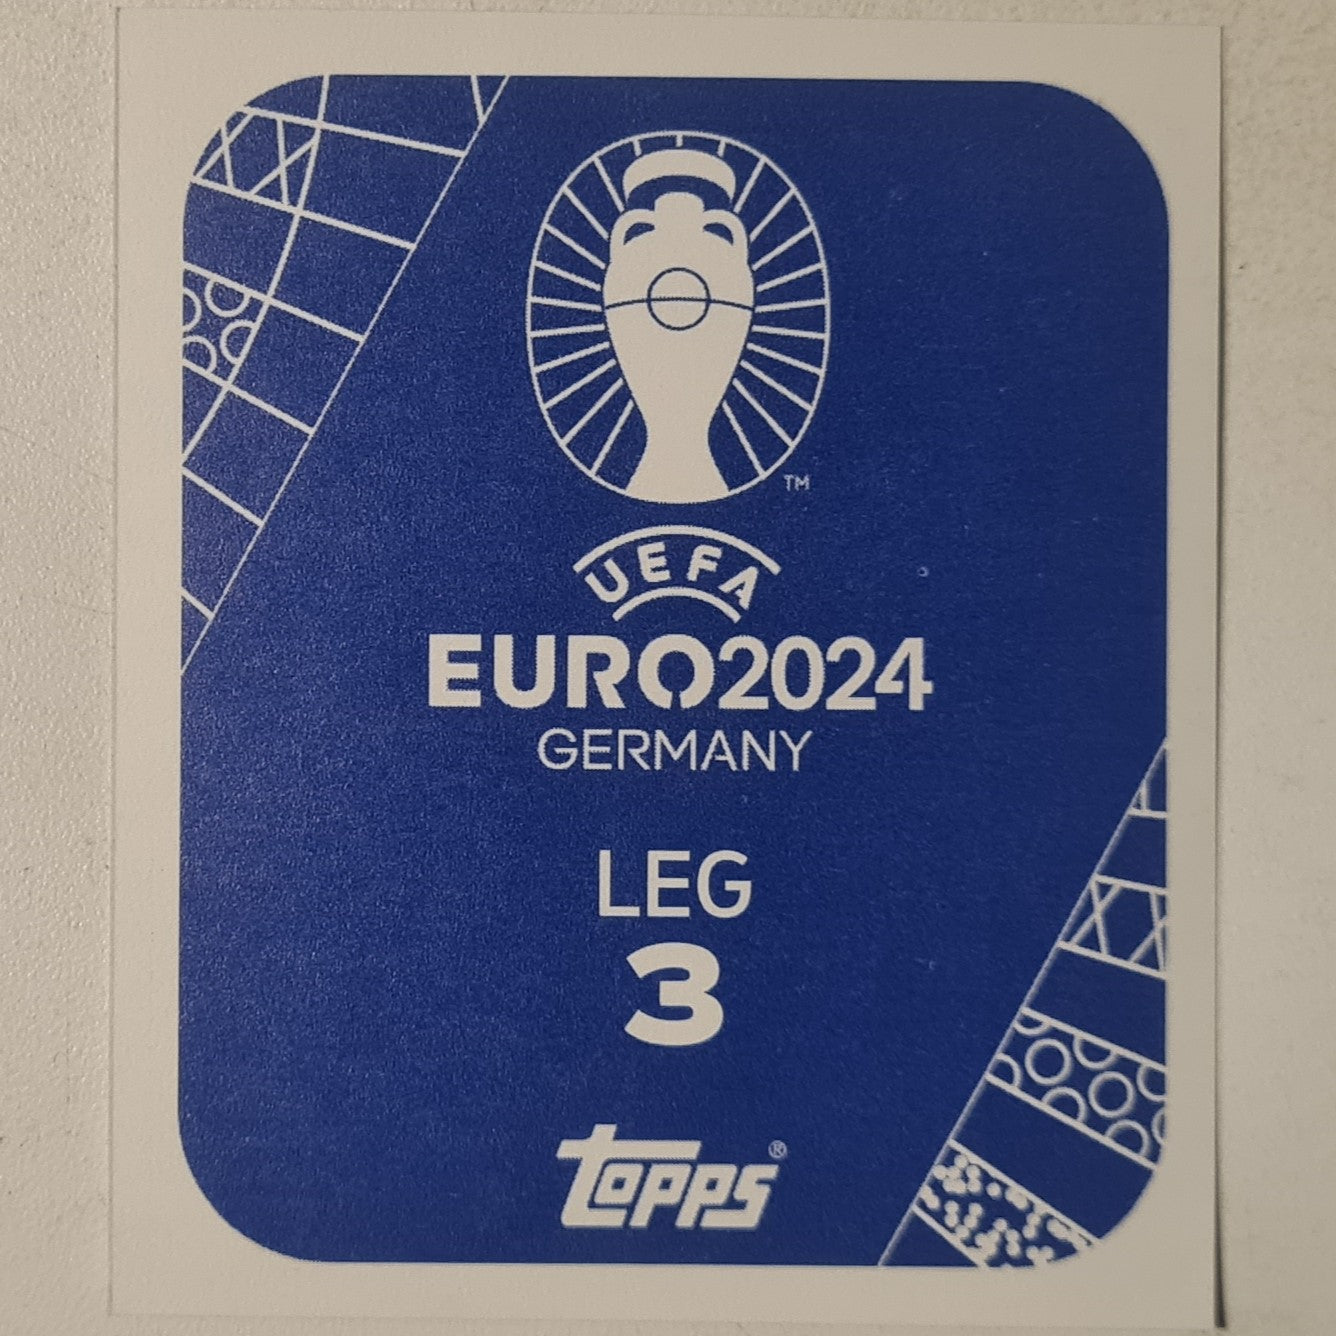 TM
UEFA
EURO2024
GERMANY
LEG
3
Topps®